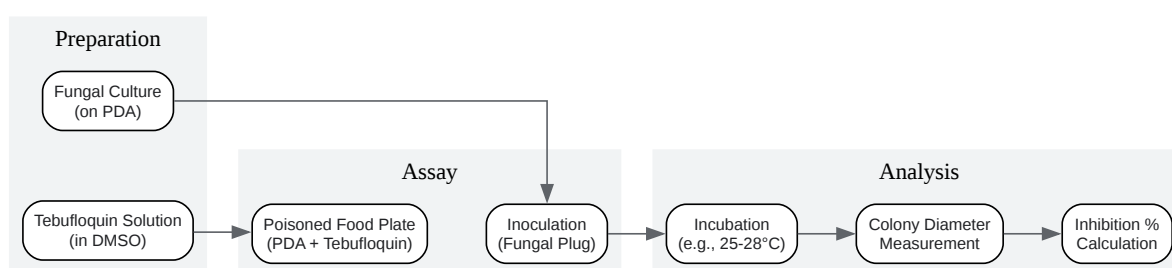 Preparation
Fungal Culture
(on PDA)
Tebufloquin Solution
(in DMSO)
Assay
Poisoned Food Plate
(PDA + Tebufloquin)
Inoculation
(Fungal Plug)
Analysis
Incubation
(e.g., 25-28°C)
Colony Diameter
Measurement
Inhibition %
Calculation